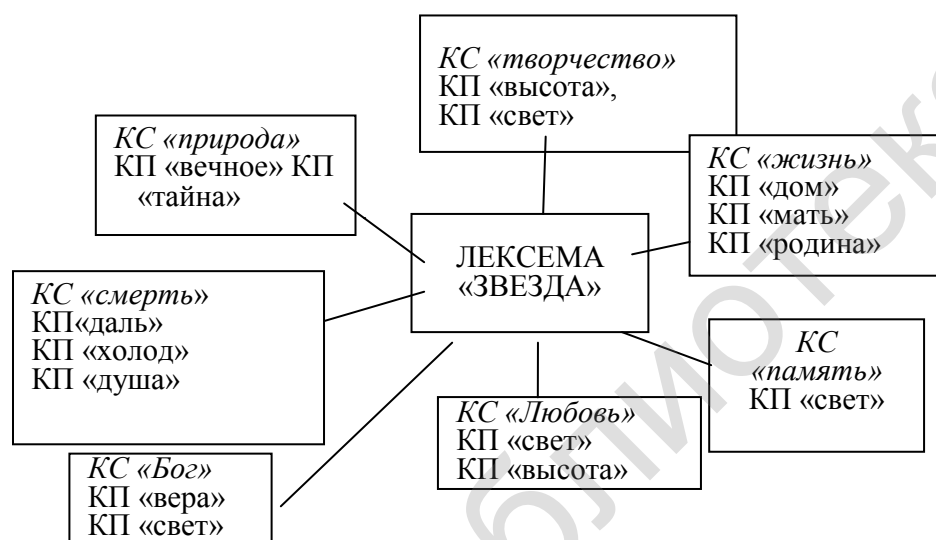 КС «творчество»
КП «высота»,
КП «свет»
КС «природа»
КП «вечное» КП
«тайна»
КС «жизнь»
КП «дом»
КП «мать»
КП «родина»
ЛЕКСЕМА
«ЗВЕЗДА»
КС «смерть»
КП«даль»
КП «холод»
КП «душа»
КС
«память»
КП «свет»
КС «Любовь»
КП «свет»
КП «высота»
КС «Бог»
КП «вера»
КП «свет»
блиотек